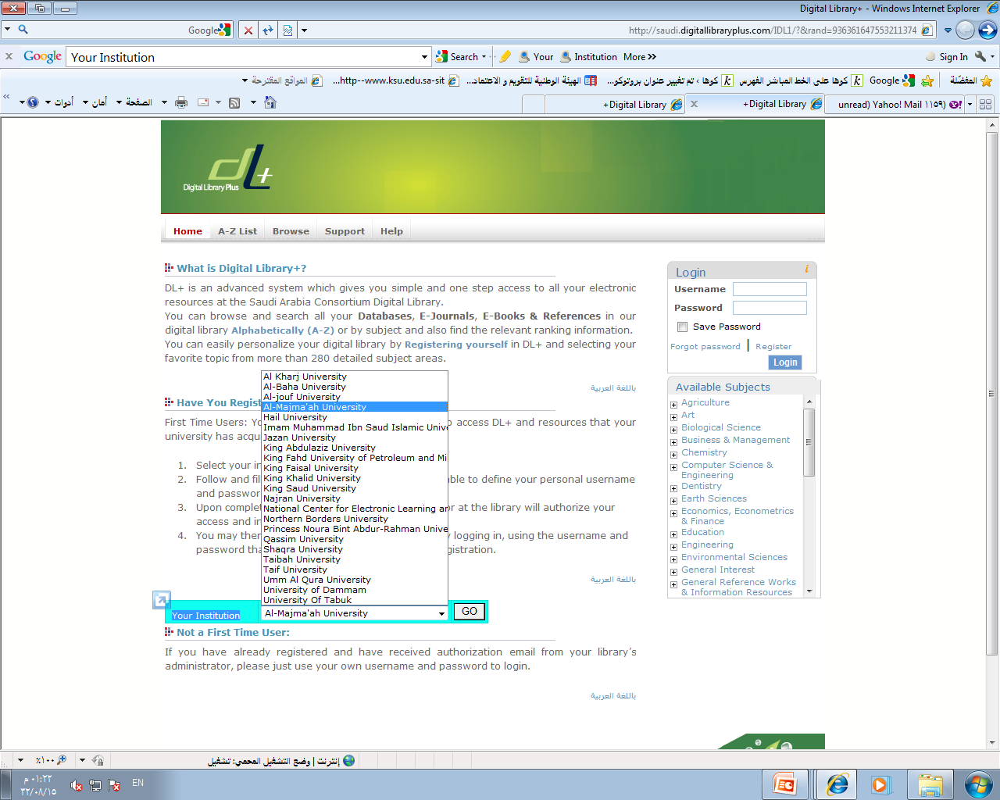 Digital Library+ - Windows Internet Explorer
Google
http://saudi.digitallibraryplus.com/IDL1/?&rand=936361647553211374
Google
Your Institution
Search
Your
Institution
More
Sign In
المفضلة
Google
كوها على الخط المباشر الفهرس
كوها ‹ تم تغيير عنوان بروتوكو...
الهيئة الوطنية للتقويم و الاعتماد...
http--www.ksu.edu.sa-sit...
المواقع المقترحة
Digital Library+
Digital Library+
(١١٥٩ unread) Yahoo! Mail
الصفحة
أمان
أدوات
dL+
Digital Library Plus
Home
A-Z List
Browse
Support
Help
What is Digital Library+?
DL+ is an advanced system which gives you simple and one step access to all your electronic
resources at the Saudi Arabia Consortium Digital Library.
You can browse and search all your Databases, E-Journals, E-Books & References in our
digital library Alphabetically (A-Z) or by subject and also find the relevant ranking information.
You can easily personalize your digital library by Registering yourself in DL+ and selecting your
favorite topic from more than 280 detailed subject areas.
باللغة العربية
Have You Regist
First Time Users: Yo
o access DL+ and resources that your
university has acqu
1. Select your in
2. Follow and fil
ble to define your personal username
and passwor
3. Upon complet
or at the library will authorize your
access and in
4. You may then
y logging in, using the username and
password tha
gistration.
باللغة العربية
Al Kharj University
Al-Baha University
Al-jouf University
Al-Majma'ah University
Hail University
Imam Muhammad Ibn Saud Islamic Unive
Jazan University
King Abdulaziz University
King Fahd University of Petroleum and Mi
King Faisal University
King Khalid University
King Saud University
Najran University
National Center for Electronic Learning an
Northern Borders University
Princess Noura Bint Abdur-Rahman Unive
Qassim University
Shaqra University
Taibah University
Taif University
Umm Al Qura University
University of Dammam
University Of Tabuk
Your Institution
Al-Majma'ah University
GO
Not a First Time User:
If you have already registered and have received authorization email from your library's
administrator, please just use your own username and password to login.
باللغة العربية
Login
Username
Password
Save Password
Forgot password | Register
Login
Available Subjects
Agriculture
Art
Biological Science
Business & Management
Chemistry
Computer Science &
Engineering
Dentistry
Earth Sciences
Economics, Econometrics
& Finance
Education
Engineering
Environmental Sciences
General Interest
General Reference Works
& Information Resources
إنترنت | وضع التشغيل المحمي: تشغيل
٪١٠٠
EN
٠١:٢٢ م
٣٢/٠٨/١٥